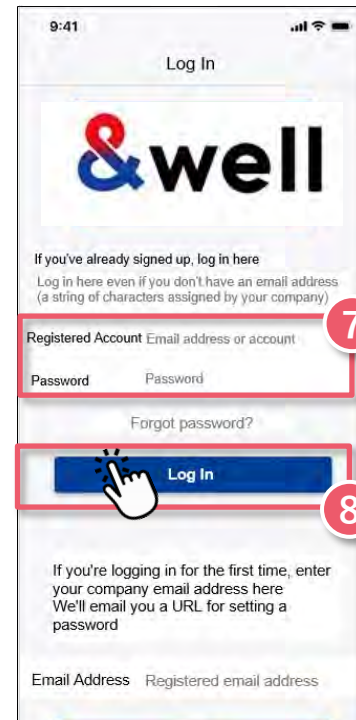 9:41
Log In
&well
If you've already signed up, log in here
Log in here even if you don't have an email address
(a string of characters assigned by your company)
7
Registered Account Email address or account
Password Password
Forgot password?
Log In
8
If you're logging in for the first time, enter
your company email address here
We'll email you a URL for setting a
password
Email Address Registered email address